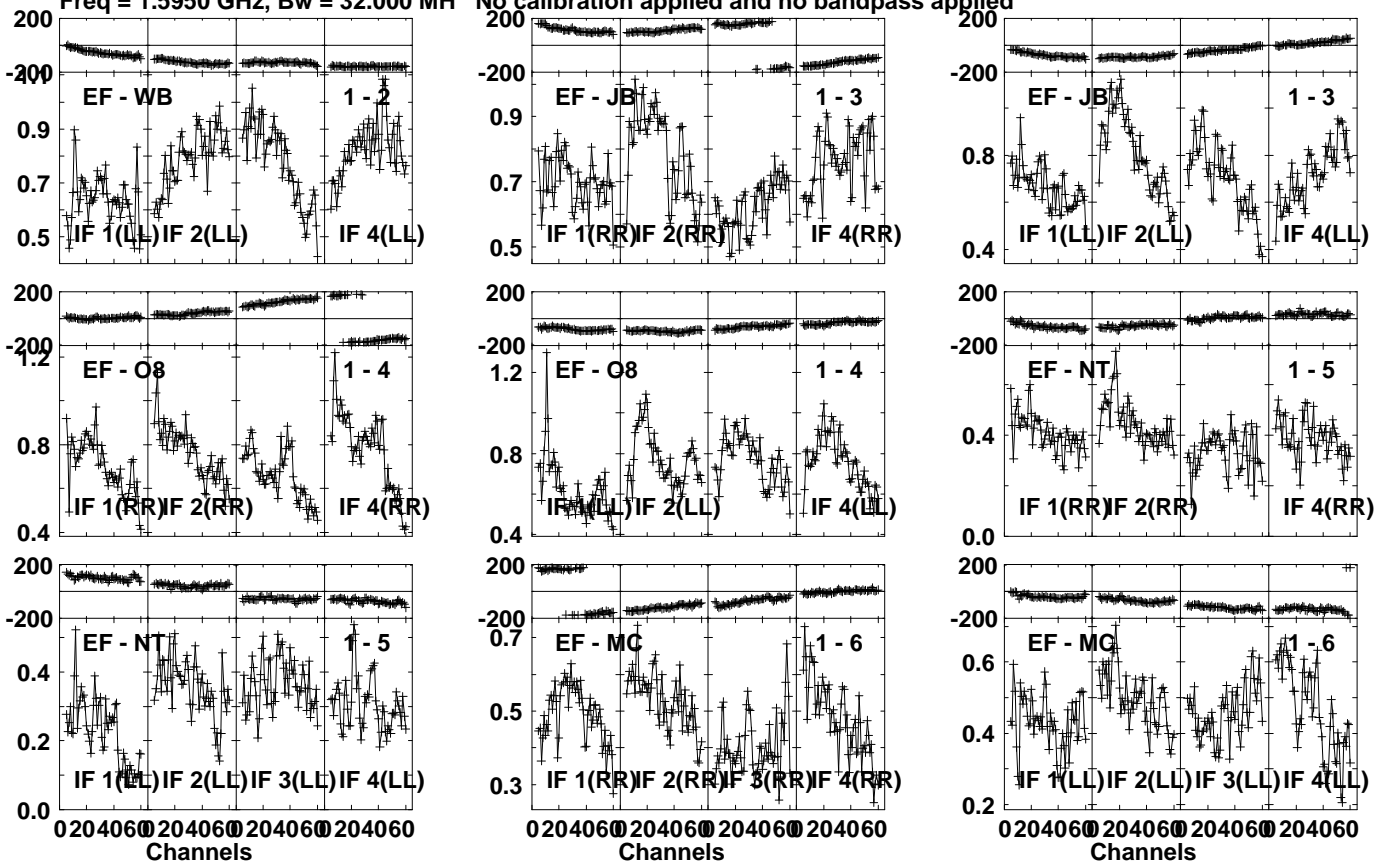 Freq = 1.5950 GHz, Bw = 32.000 MH No calibration applied and no bandpass applied
200 200 200
-200 -200 -200
1.1
EF - WB 1 - 2 EF - JB 1 - 3 EF - JB 1 - 3
0.9 0.9
0.8
0.7 0.7
0.5 0.5 0.4
IF 1(LL) IF 2(LL) IF 4(LL) IF 1(RR) IF 2(RR) IF 4(RR) IF 1(LL) IF 2(LL) IF 4(LL)
200 200 200
-200 -200 -200
1.2 1.2
EF - O8 1 - 4 EF - O8 1 - 4 EF - NT 1 - 5
0.8 0.8 0.4
IF 1(RR) IF 2(RR) IF 4(RR) IF 1(LL) IF 2(LL) IF 4(LL) IF 1(RR) IF 2(RR) IF 4(RR)
0.4 0.4 0.0
200 200 200
-200 -200 -200
EF - NT 1 - 5 EF - MC 1 - 6 EF - MC 1 - 6
0.7
0.6
0.4
0.5
0.4
0.2
IF 1(LL) IF 2(LL) IF 3(LL) IF 4(LL) IF 1(RR) IF 2(RR) IF 3(RR) IF 4(RR) IF 1(LL) IF 2(LL) IF 3(LL) IF 4(LL)
0.3
0.0 0.2
0 20 40 60 0 20 40 60 0 20 40 60 0 20 40 60 0 20 40 60 0 20 40 60 0 20 40 60 0 20 40 60 0 20 40 60 0 20 40 60 0 20 40 60 0 20 40 60
Channels Channels Channels